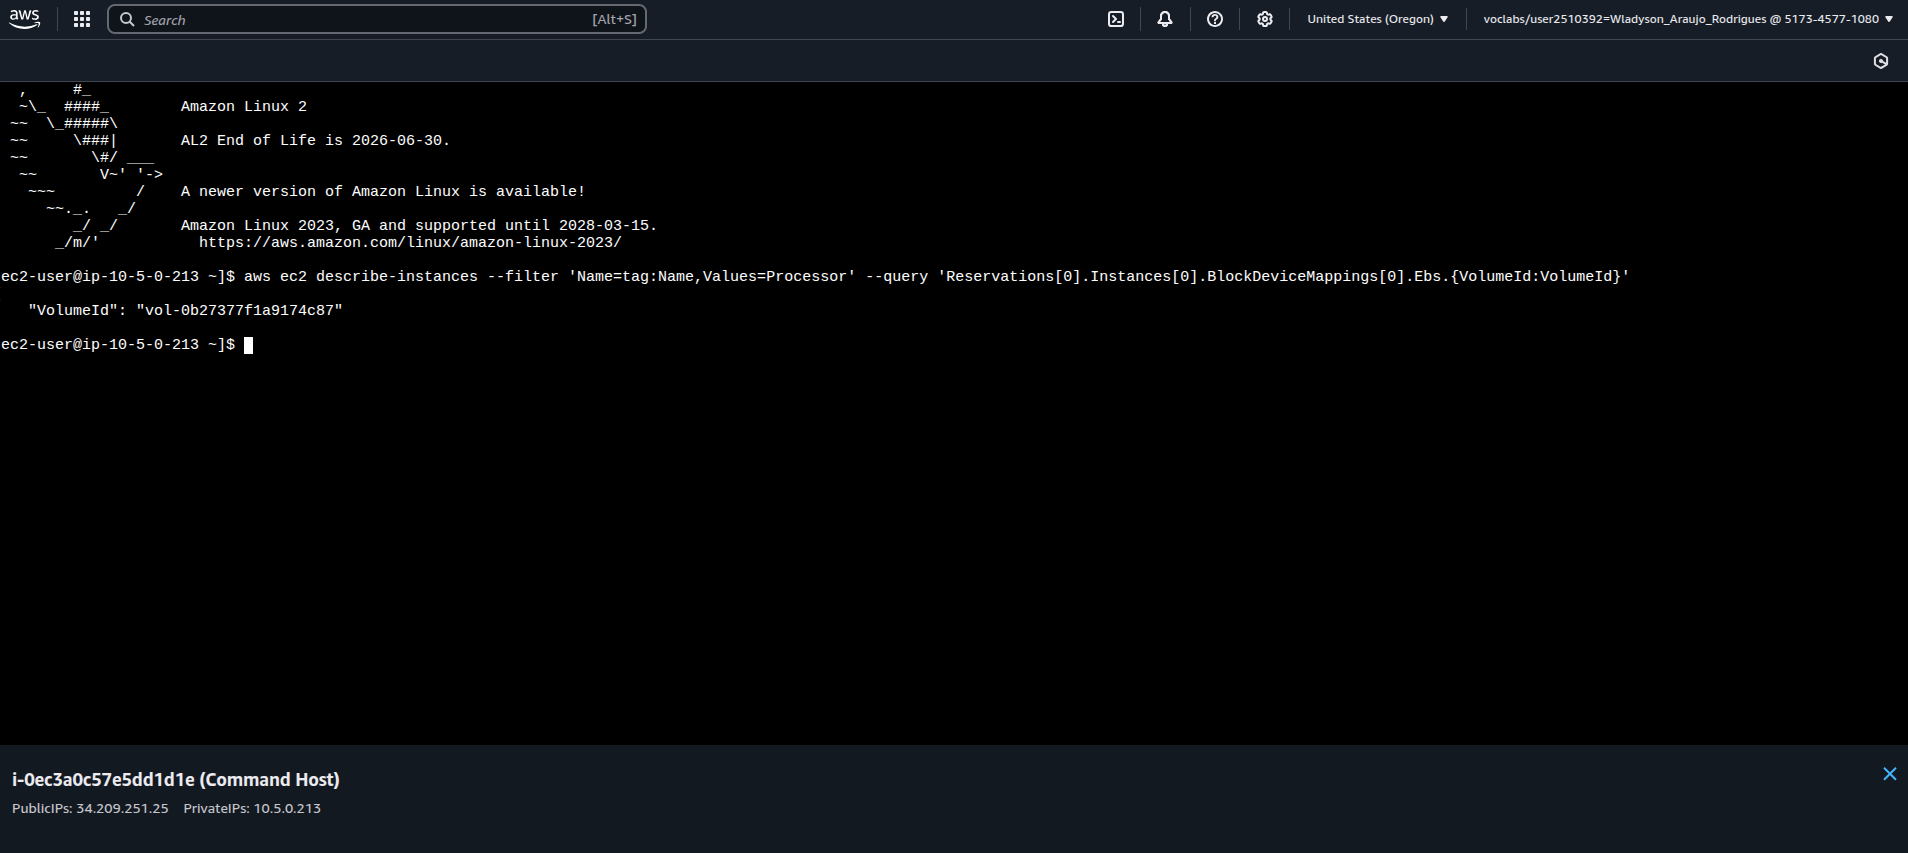 aws
Search
[Alt+S]
United States (Oregon)
voclabs/user2510392=Wladyson_Araujo_Rodrigues @ 5173-4577-1080
   ,     #_
  ~\_  ####_        Amazon Linux 2
 ~~  \_#####\
 ~~     \###|       AL2 End of Life is 2026-06-30.
 ~~       \#/ ___
  ~~       V~' '->
   ~~~         /    A newer version of Amazon Linux is available!
     ~~._.   _/
        _/ _/       Amazon Linux 2023, GA and supported until 2028-03-15.
      _/m/'           https://aws.amazon.com/linux/amazon-linux-2023/
ec2-user@ip-10-5-0-213 ~]$ aws ec2 describe-instances --filter 'Name=tag:Name,Values=Processor' --query 'Reservations[0].Instances[0].BlockDeviceMappings[0].Ebs.{VolumeId:VolumeId}'
"VolumeId": "vol-0b27377f1a9174c87"
ec2-user@ip-10-5-0-213 ~]$
i-0ec3a0c57e5dd1d1e (Command Host)
PublicIPs: 34.209.251.25 PrivateIPs: 10.5.0.213